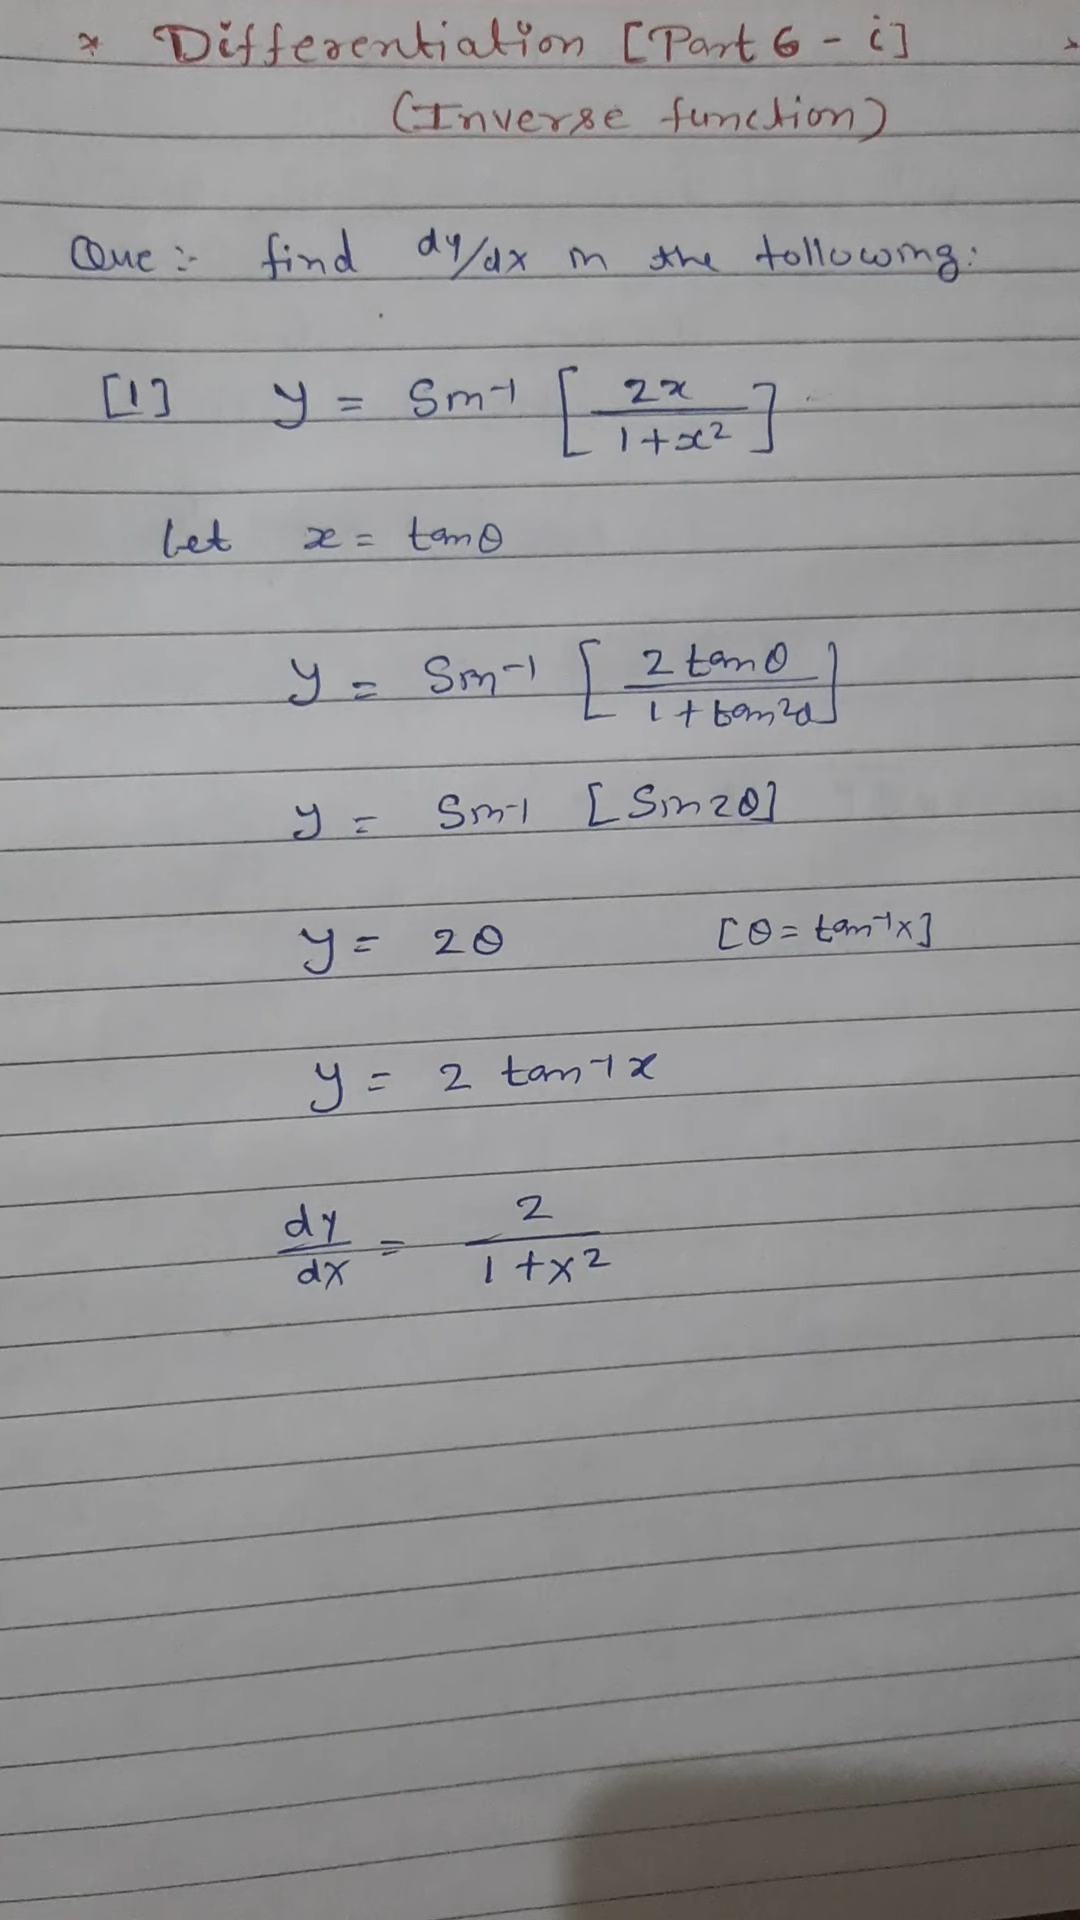 * Differentiation [Part 6 - i] *
(Inverse function)
Que :- find dy/dx in the following:
[1] y = Sin-1 [ 2x / 1+x² ]
Let x = tanθ
y = Sin-1 [ 2 tanθ / 1 + tan²θ ]
y = Sin-1 [Sin2θ]
y = 2θ [θ = tan-1x]
y = 2 tan-1x
dy/dx = 2 / 1+x²